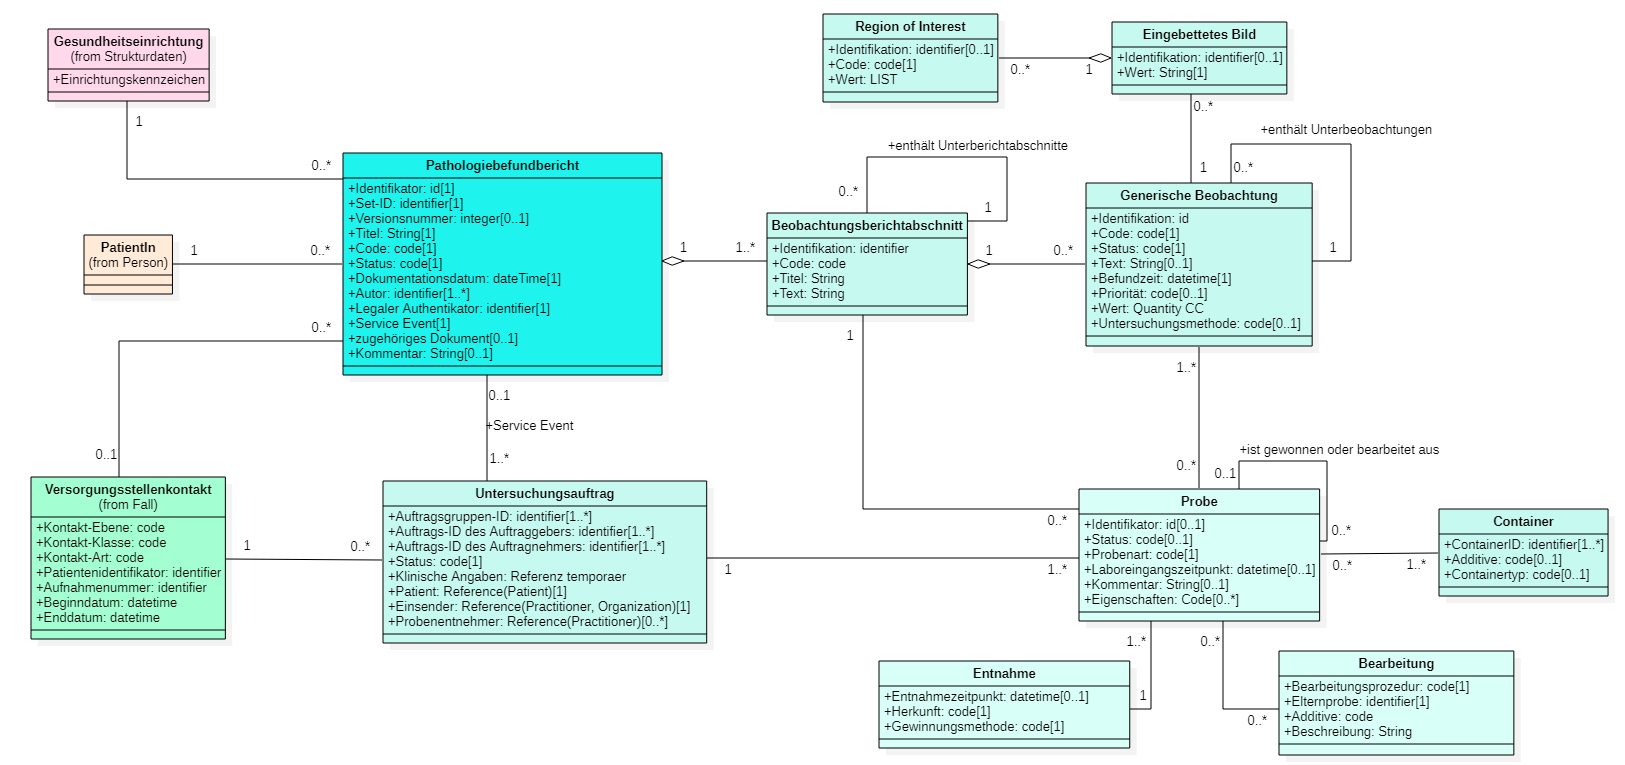 Gesundheitseinrichtung
(from Strukturdaten)
+Einrichtungskennzeichen
1
0..*
PatientIn
(from Person)
1
0..*
Pathologiebefundbericht
+Identifikator: id[1]
+Set-ID: identifier[1]
+Versionsnummer: integer[0..1]
+Titel: String[1]
+Code: code[1]
+Status: code[1]
+Dokumentationsdatum: dateTime[1]
+Autor: identifier[1..*]
+Legaler Authentikator: identifier[1]
+Service Event[1]
+zugehöriges Dokument[0..1]
+Kommentar: String[0..1]
0..*
0..1
0..1
+Service Event
1..*
1
1..*
Region of Interest
+Identifikation: identifier[0..1]
+Code: code[1]
+Wert: LIST
0..*
1
Eingebettetes Bild
+Identifikation: identifier[0..1]
+Wert: String[1]
0..*
1
+enthält Unterberichtabschnitte
0..*
1
Beobachtungsberichtabschnitt
+Identifikation: identifier
+Code: code
+Titel: String
+Text: String
1
0..*
1
0..*
+enthält Unterbeobachtungen
0..*
1
Generische Beobachtung
+Identifikation: id
+Code: code[1]
+Status: code[1]
+Text: String[0..1]
+Befundzeit: datetime[1]
+Priorität: code[0..1]
+Wert: Quantity CC
+Untersuchungsmethode: code[0..1]
1..*
0..*
Versorgungsstellenkontakt
(from Fall)
+Kontakt-Ebene: code
+Kontakt-Klasse: code
+Kontakt-Art: code
+Patientenidentifikator: identifier
+Aufnahmenummer: identifier
+Beginndatum: datetime
+Enddatum: datetime
1
0..*
Untersuchungsauftrag
+Auftragsgruppen-ID: identifier[1..*]
+Auftrags-ID des Auftraggebers: identifier[1..*]
+Auftrags-ID des Auftragnehmers: identifier[1..*]
+Status: code[1]
+Klinische Angaben: Referenz temporaer
+Patient: Reference(Patient)[1]
+Einsender: Reference(Practitioner, Organization)[1]
+Probenentnehmer: Reference(Practitioner)[0..*]
1
1..*
+ist gewonnen oder bearbeitet aus
0..1
0..*
Probe
+Identifikator: id[0..1]
+Status: code[0..1]
+Probenart: code[1]
+Laboreingangszeitpunkt: datetime[0..1]
+Kommentar: String[0..1]
+Eigenschaften: Code[0..*]
0..*
1..*
Container
+ContainerID: identifier[1..*]
+Additive: code[0..1]
+Containertyp: code[0..1]
1..*
1
Entnahme
+Entnahmezeitpunkt: datetime[0..1]
+Herkunft: code[1]
+Gewinnungsmethode: code[1]
0..*
0..*
Bearbeitung
+Bearbeitungsprozedur: code[1]
+Elternprobe: identifier[1]
+Additive: code
+Beschreibung: String